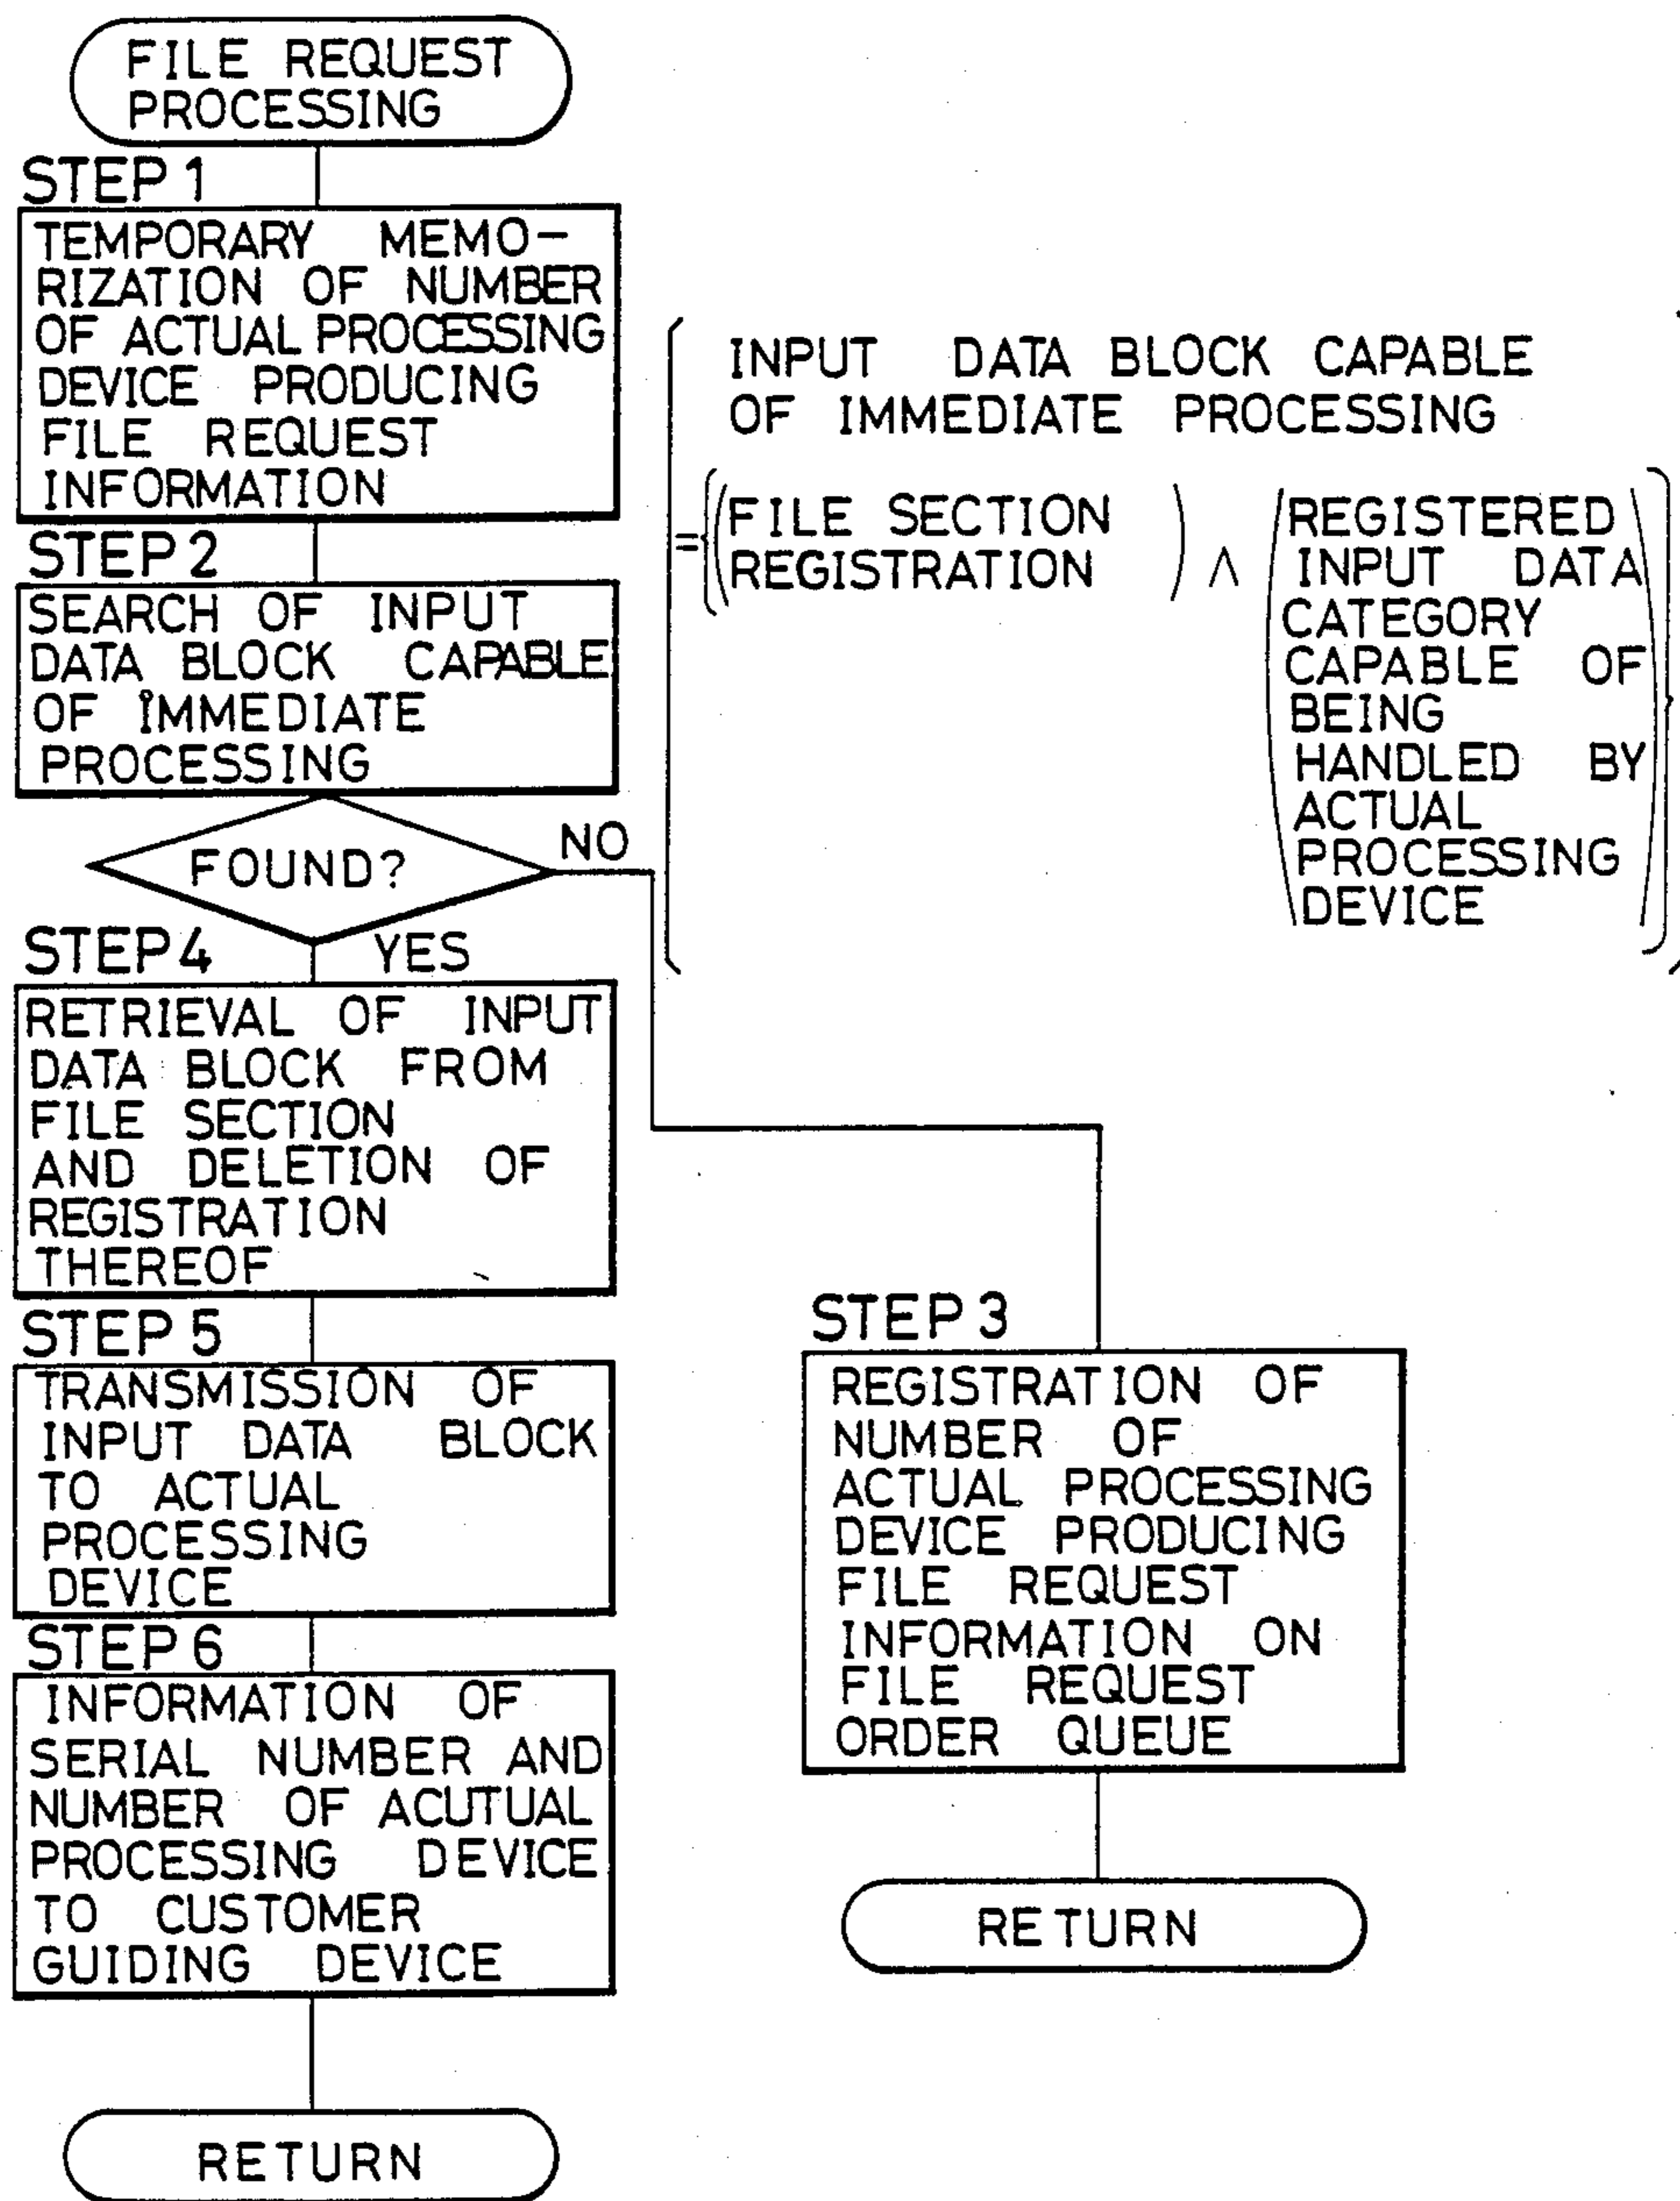 FILE REQUEST
PROCESSING
STEP 1
TEMPORARY MEMO-
RIZATION OF NUMBER
OF ACTUAL PROCESSING
DEVICE PRODUCING
FILE REQUEST
INFORMATION
STEP 2
SEARCH OF INPUT
DATA BLOCK CAPABLE
OF IMMEDIATE
PROCESSING
INPUT DATA BLOCK CAPABLE
OF IMMEDIATE PROCESSING
={(FILE SECTION
REGISTRATION) ∧
(REGISTERED
INPUT DATA
CATEGORY
CAPABLE OF
BEING
HANDLED BY
ACTUAL
PROCESSING
DEVICE)}
FOUND?
NO
YES
STEP 4
RETRIEVAL OF INPUT
DATA BLOCK FROM
FILE SECTION
AND DELETION OF
REGISTRATION
THEREOF
STEP 5
TRANSMISSION OF
INPUT DATA BLOCK
TO ACTUAL
PROCESSING
DEVICE
STEP 6
INFORMATION OF
SERIAL NUMBER AND
NUMBER OF ACUTUAL
PROCESSING DEVICE
TO CUSTOMER
GUIDING DEVICE
RETURN
STEP 3
REGISTRATION OF
NUMBER OF
ACTUAL PROCESSING
DEVICE PRODUCING
FILE REQUEST
INFORMATION ON
FILE REQUEST
ORDER QUEUE
RETURN